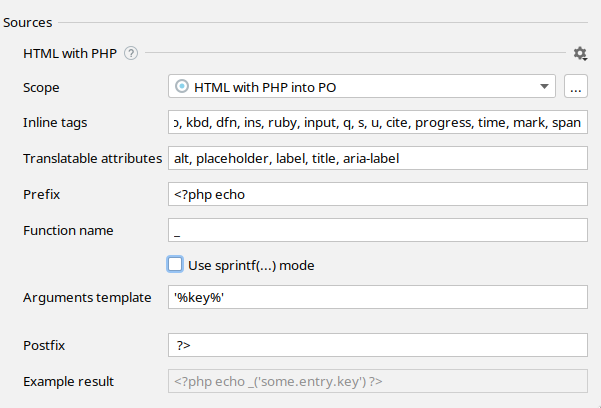 Sources
HTML with PHP ?
Scope HTML with PHP into PO ...
Inline tags kbd, dfn, ins, ruby, input, q, s, u, cite, progress, time, mark, span
Translatable attributes alt, placeholder, label, title, aria-label
Prefix <?php echo
Function name _
Use sprintf(...) mode
Arguments template '%key%'
Postfix ?>
Example result <?php echo _('some.entry.key') ?>